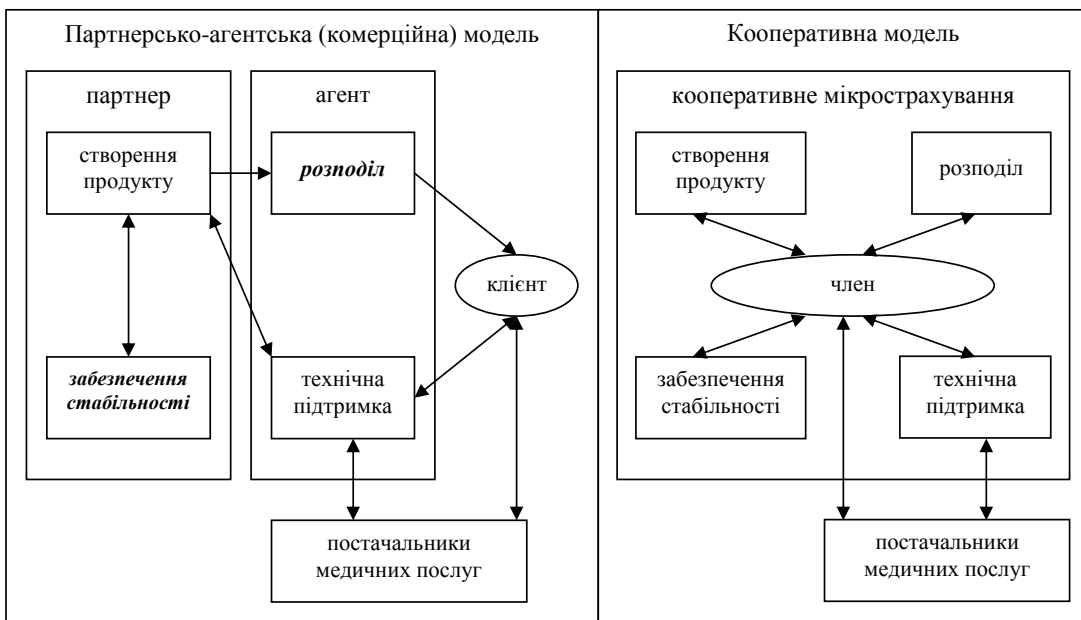 Партнерсько-агентська (комерційна) модель
партнер
агент
створення
продукту
розподіл
клієнт
забезпечення
стабільності
технічна
підтримка
постачальники
медичних послуг
Кооперативна модель
кооперативне мікрострахування
створення
продукту
розподіл
член
забезпечення
стабільності
технічна
підтримка
постачальники
медичних послуг